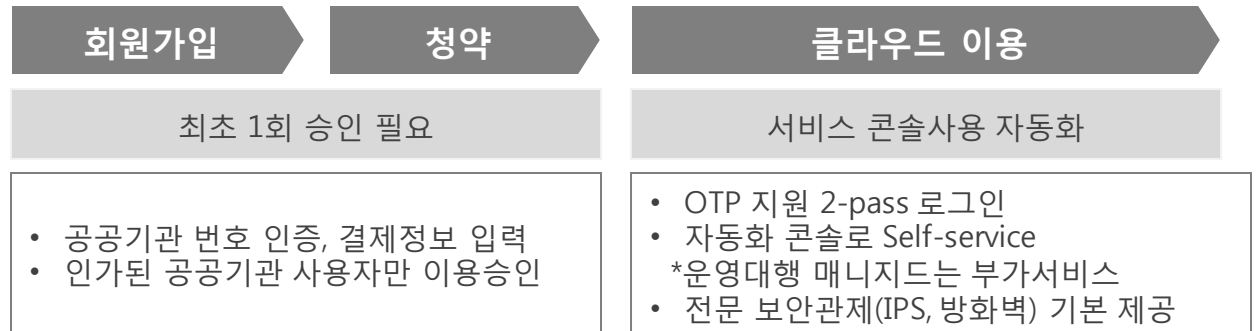 회원가입
청약
클라우드 이용
최초 1회 승인 필요
서비스 콘솔사용 자동화
• 공공기관 번호 인증, 결제정보 입력
• 인가된 공공기관 사용자만 이용승인
• OTP 지원 2-pass 로그인
• 자동화 콘솔로 Self-service
*운영대행 매니지드는 부가서비스
• 전문 보안관제(IPS, 방화벽) 기본 제공